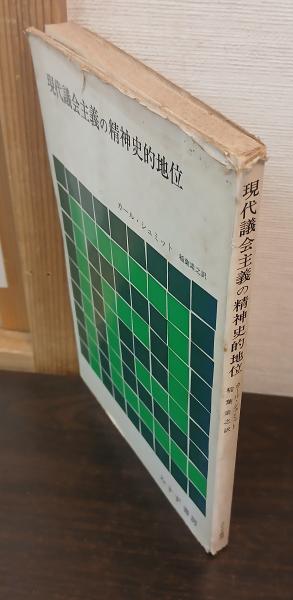 現代議会主義の精神史的地位
カール・シュミット 稲葉素之訳
みすず書房
現代議会主義の精神史的地位
カール・シュミット
稲葉素之訳